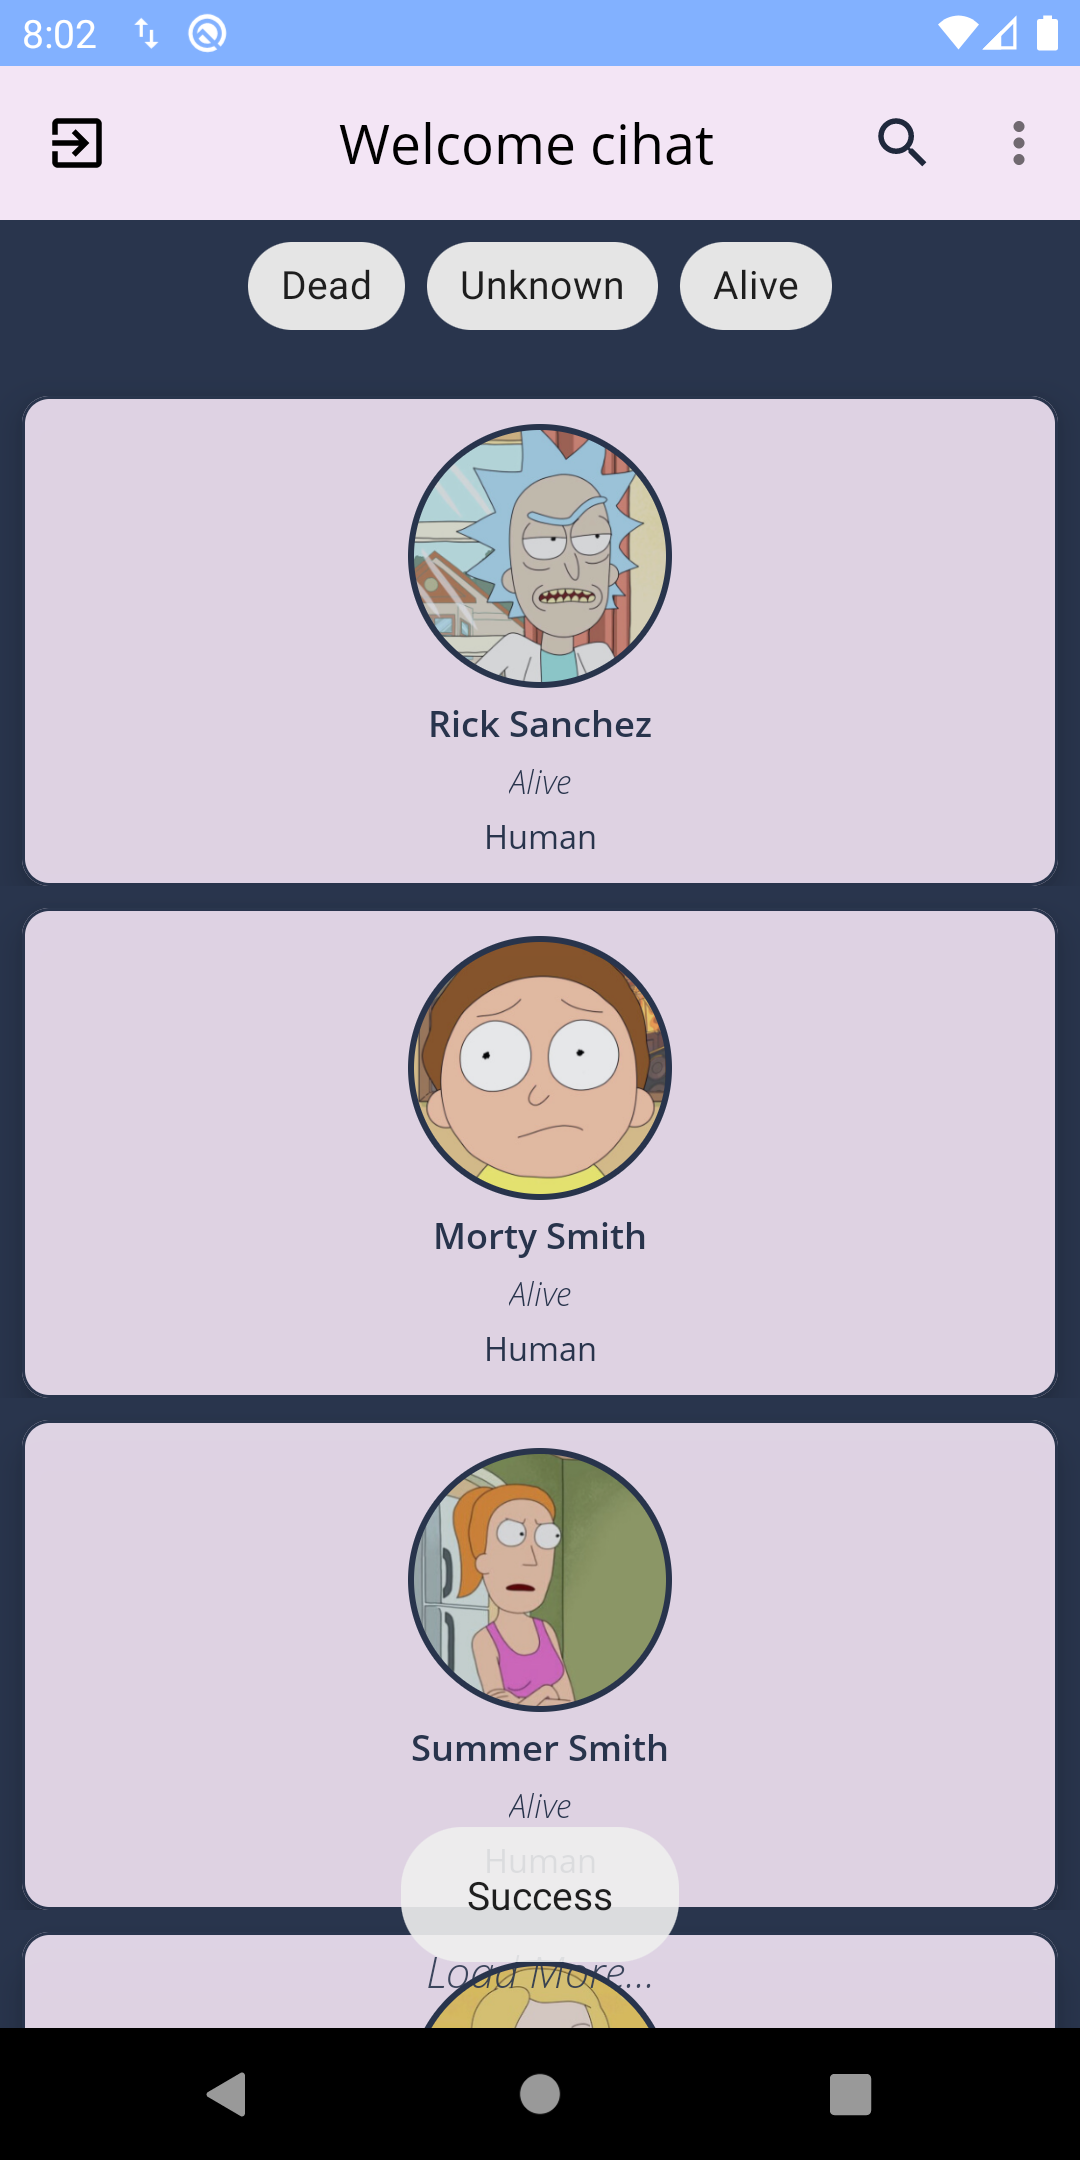 8:02
Welcome cihat
Dead Unknown Alive
Rick Sanchez
Alive
Human
Morty Smith
Alive
Human
Summer Smith
Alive
Human
Success
Load More...